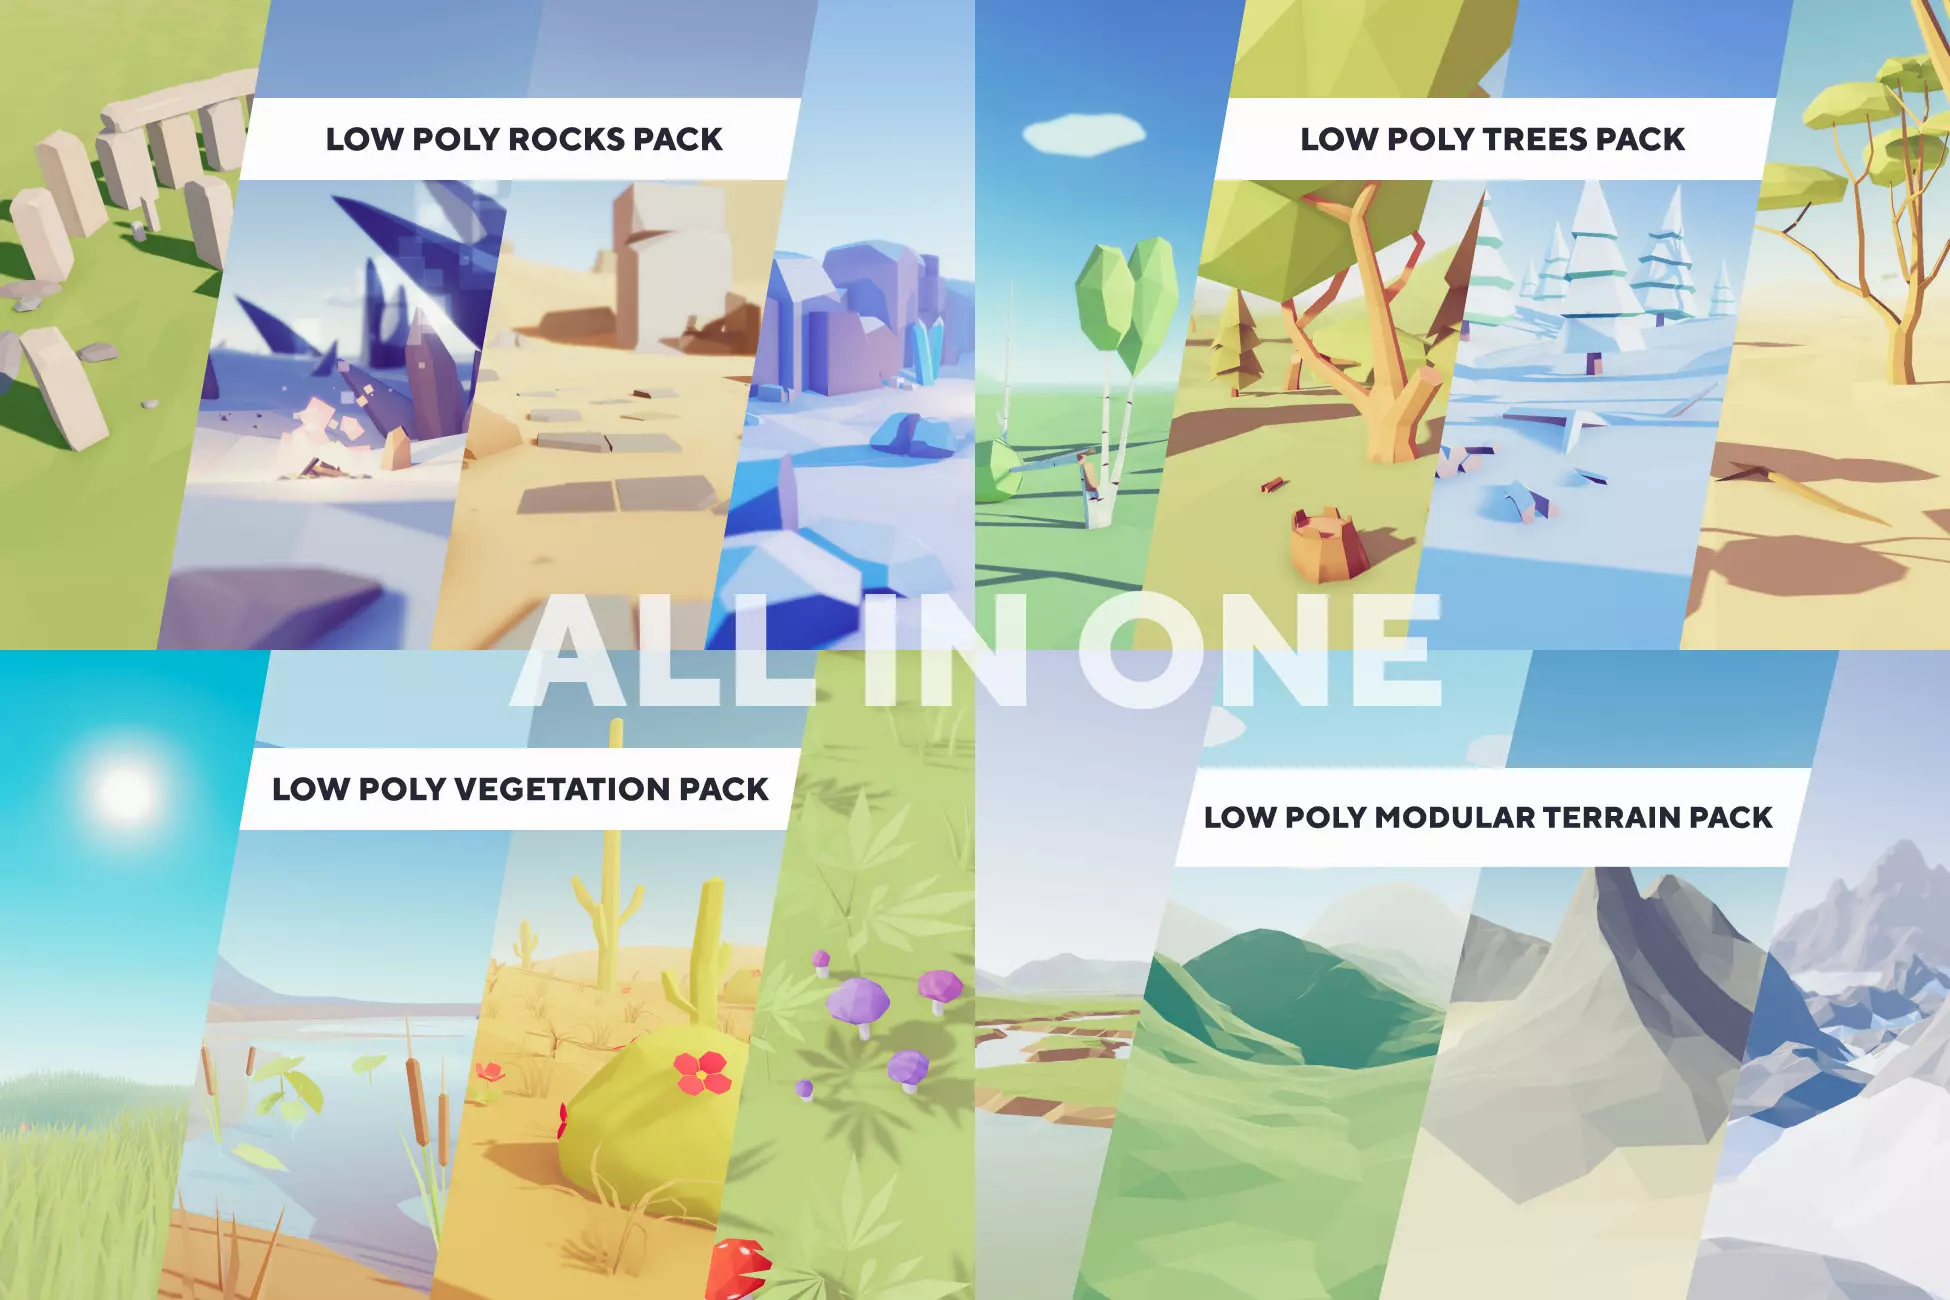 LOW POLY ROCKS PACK
LOW POLY TREES PACK
ALL IN ONE
LOW POLY VEGETATION PACK
LOW POLY MODULAR TERRAIN PACK